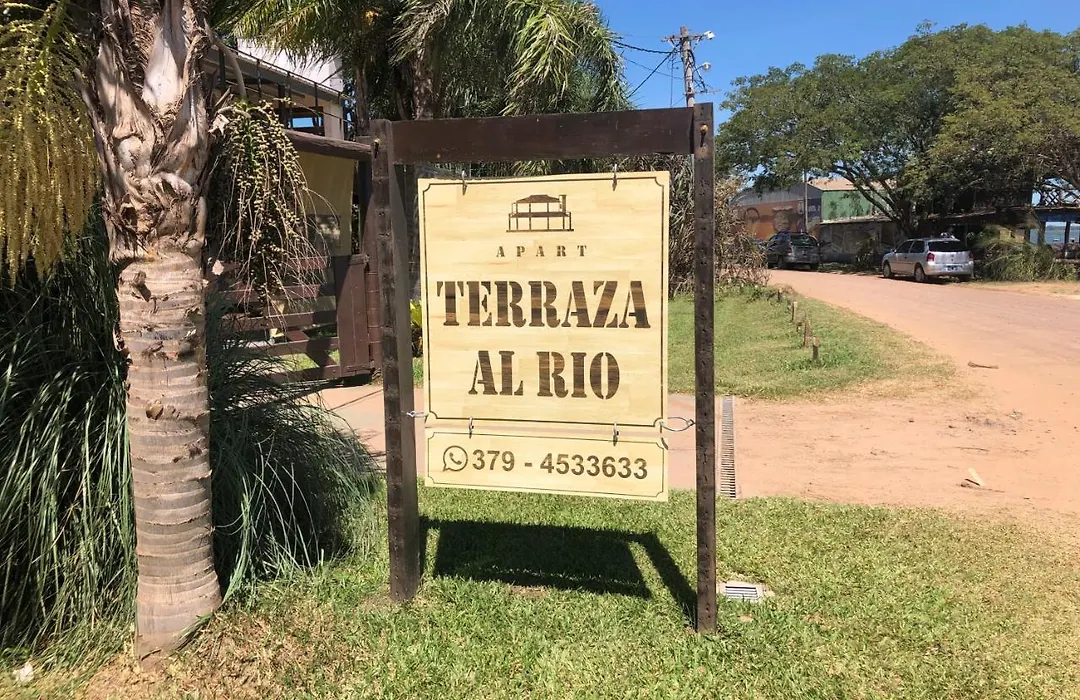 APART
TERRAZA
AL RIO
379 - 4533633